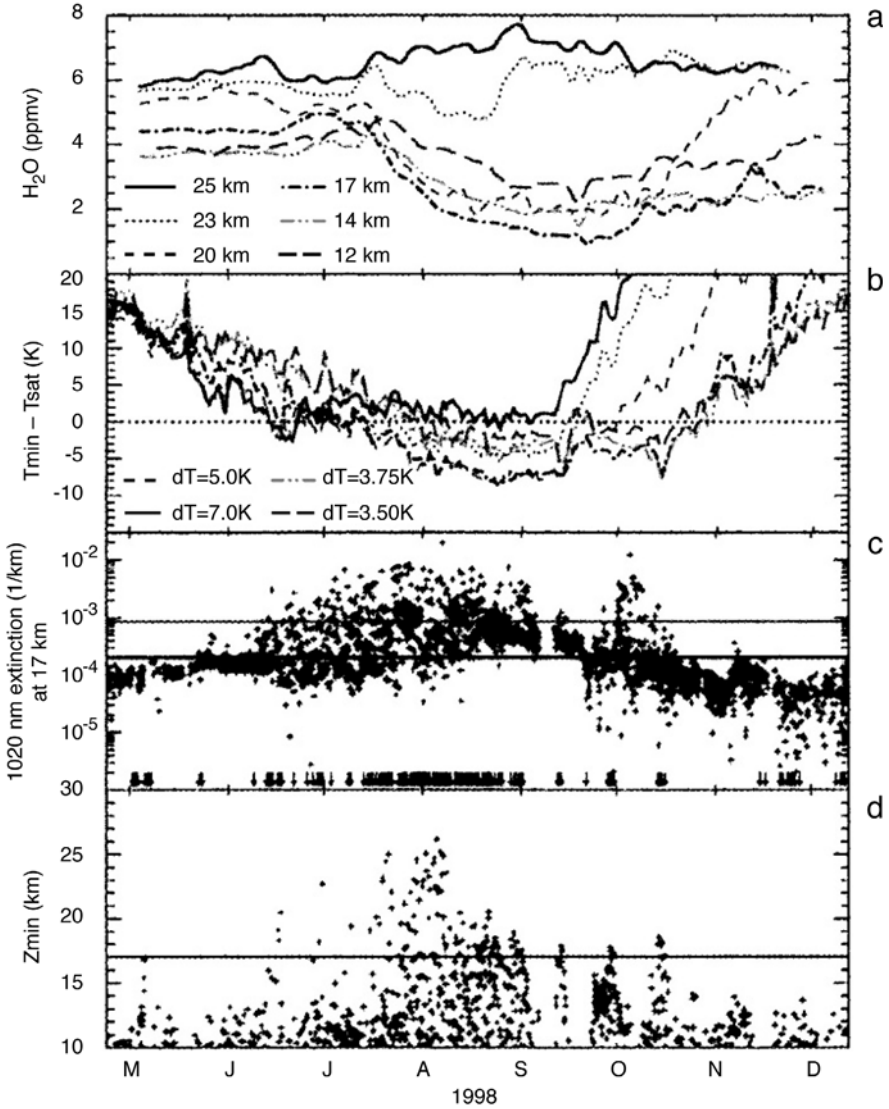 a
8
6
4
2
H2O (ppmv)
25 km
17 km
23 km
14 km
20 km
12 km
b
20
15
10
5
0
-5
-10
Tmin – Tsat (K)
dT=5.0K
dT=3.75K
dT=7.0K
dT=3.50K
c
10-2
10-3
10-4
10-5
1020 nm extinction (1/km)
at 17 km
d
30
25
20
15
10
Zmin (km)
M J J A S O N D
1998